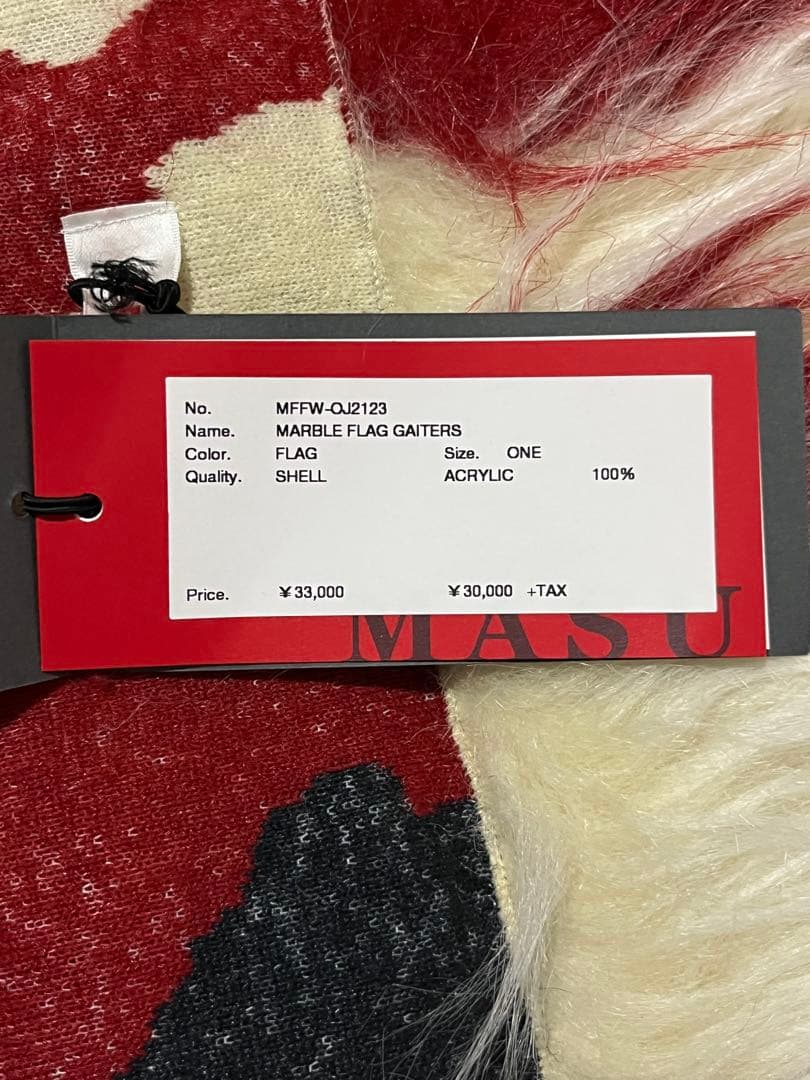 No. MFFW-OJ2123
Name. MARBLE FLAG GAITERS
Color. FLAG Size. ONE
Quality. SHELL ACRYLIC 100%
Price. ¥33,000 ¥30,000 +TAX
MASU